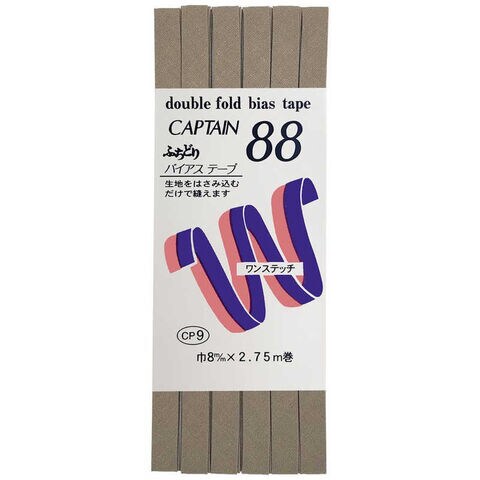 double fold bias tape
CAPTAIN 88
ふちどり
バイアステープ
生地をはさみ込む
だけで縫えます
ワンステッチ
CP9
巾8m/m×2.75m巻